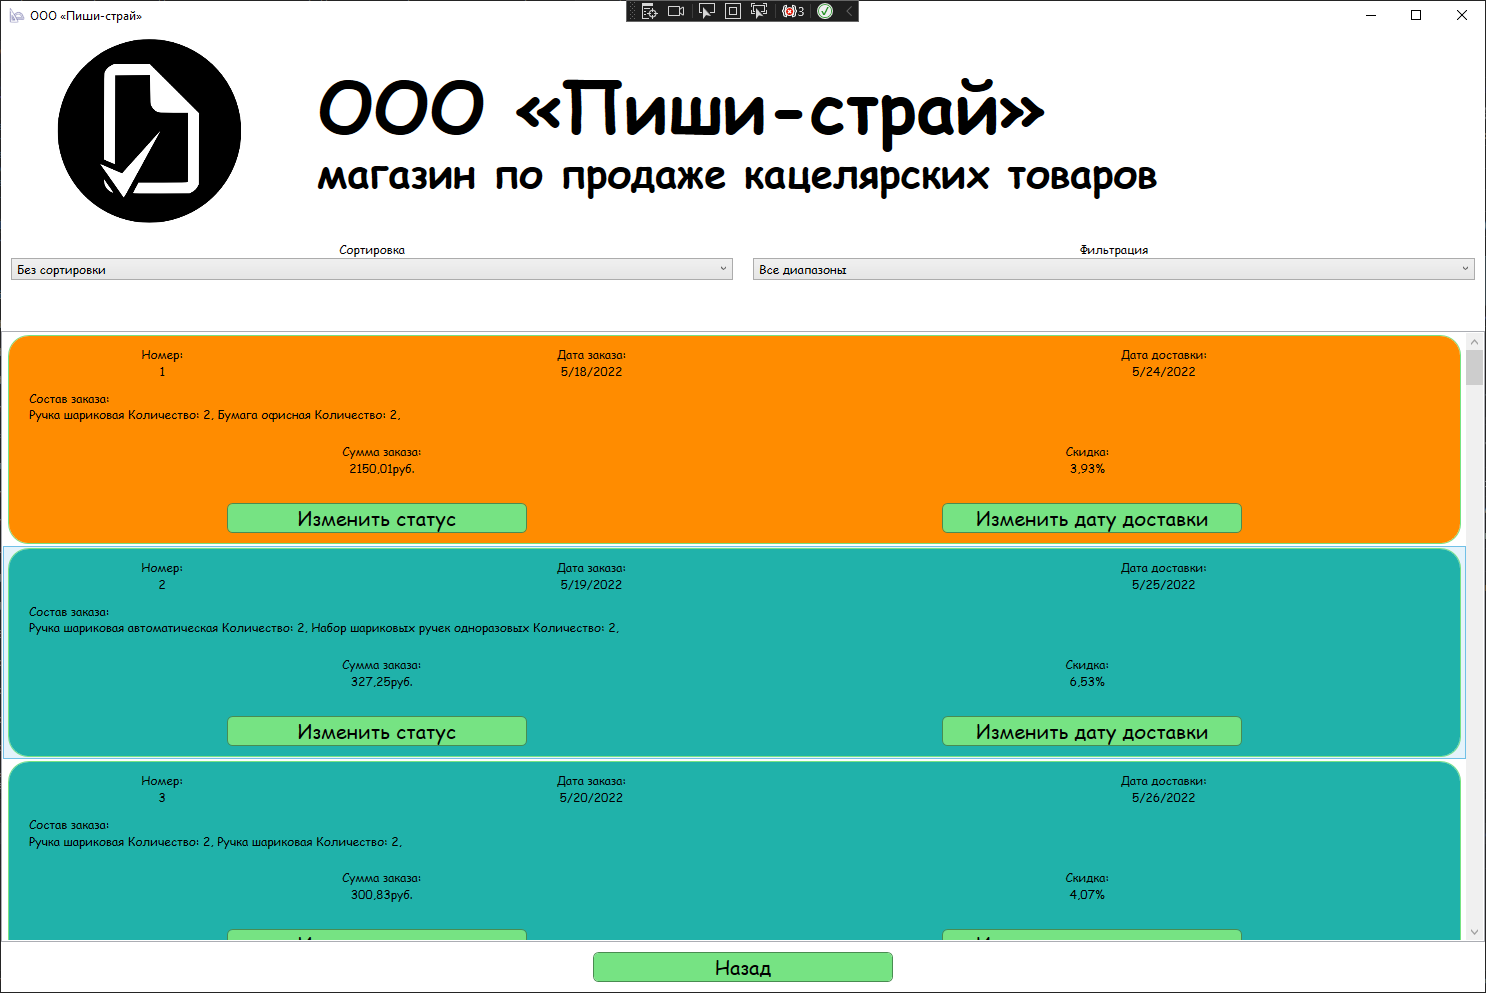 ООО «Пиши-страй»
3
ООО «Пиши-страй»
магазин по продаже кацелярских товаров
Сортировка Фильтрация
Без сортировки Все диапазоны
Номер: Дата заказа: Дата доставки:
1 5/18/2022 5/24/2022
Состав заказа:
Ручка шариковая Количество: 2, Бумага офисная Количество: 2,
Сумма заказа: Скидка:
2150,01руб. 3,93%
Изменить статус Изменить дату доставки
Номер: Дата заказа: Дата доставки:
2 5/19/2022 5/25/2022
Состав заказа:
Ручка шариковая автоматическая Количество: 2, Набор шариковых ручек одноразовых Количество: 2,
Сумма заказа: Скидка:
327,25руб. 6,53%
Изменить статус Изменить дату доставки
Номер: Дата заказа: Дата доставки:
3 5/20/2022 5/26/2022
Состав заказа:
Ручка шариковая Количество: 2, Ручка шариковая Количество: 2,
Сумма заказа: Скидка:
300,83руб. 4,07%
Назад